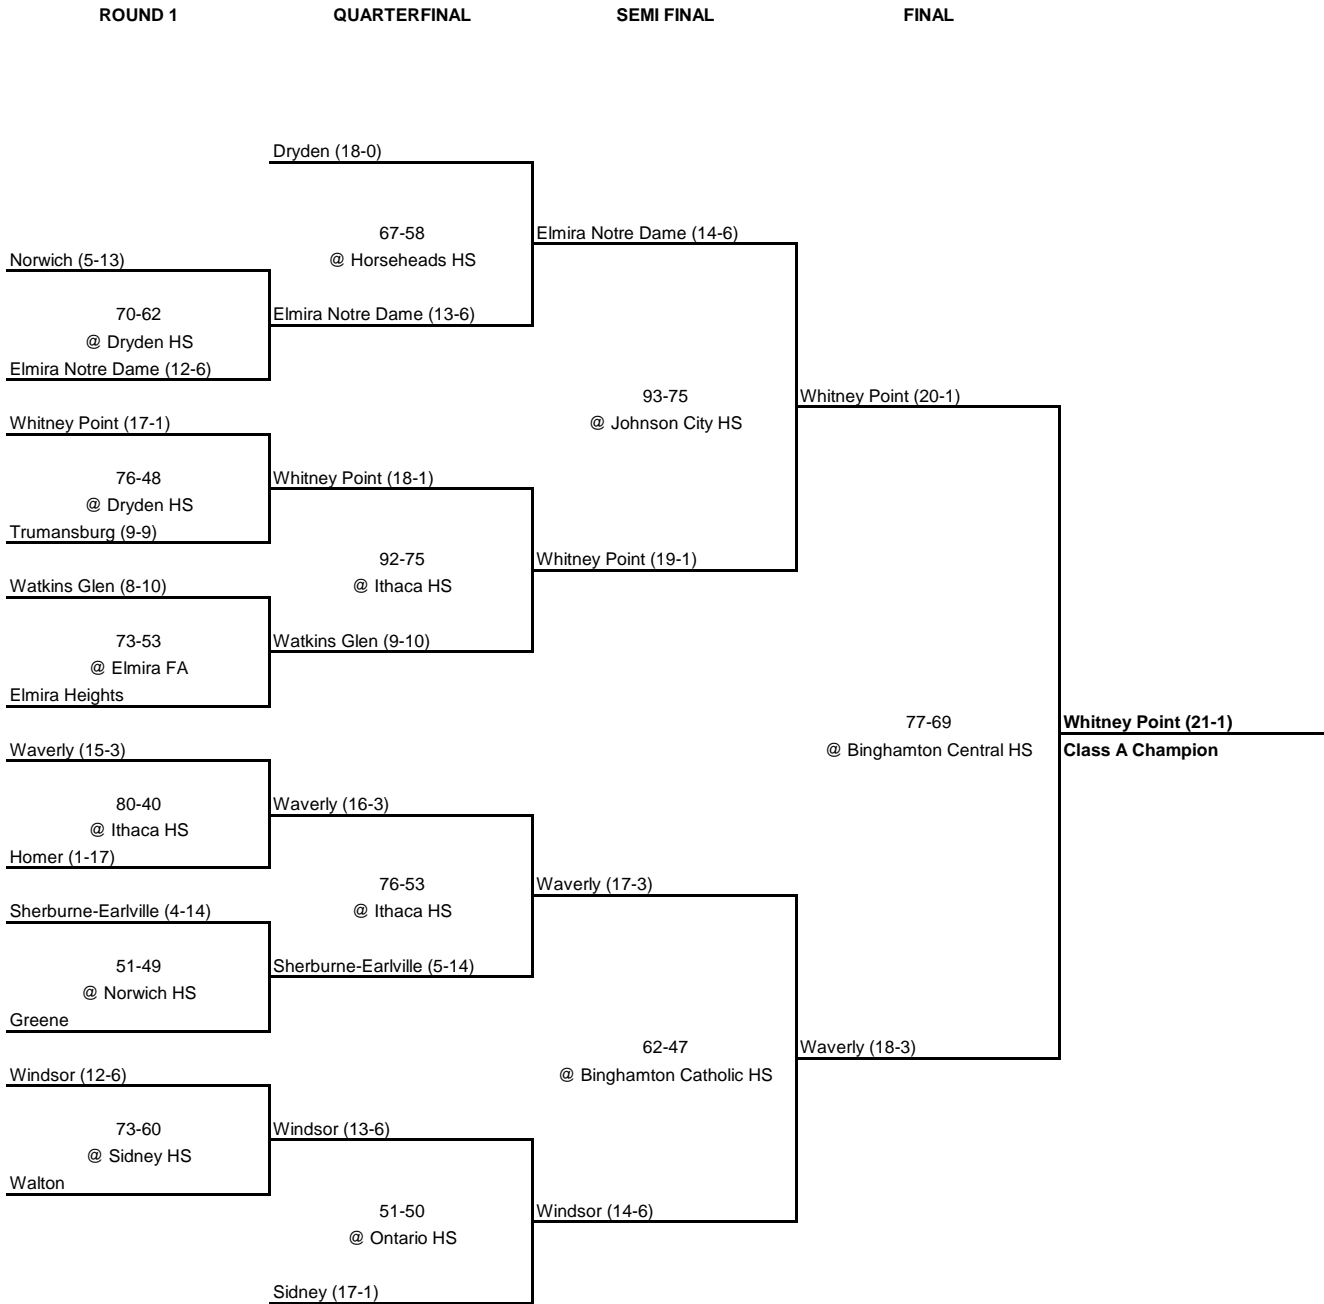 ROUND 1 QUARTERFINAL SEMI FINAL FINAL
Dryden (18-0)
67-58
@ Horseheads HS
Elmira Notre Dame (14-6)
Norwich (5-13)
70-62
@ Dryden HS
Elmira Notre Dame (13-6)
Elmira Notre Dame (12-6)
93-75
@ Johnson City HS
Whitney Point (20-1)
Whitney Point (17-1)
76-48
@ Dryden HS
Whitney Point (18-1)
Trumansburg (9-9)
92-75
@ Ithaca HS
Whitney Point (19-1)
Watkins Glen (8-10)
73-53
@ Elmira FA
Watkins Glen (9-10)
Elmira Heights
77-69
@ Binghamton Central HS
Whitney Point (21-1)
Class A Champion
Waverly (15-3)
80-40
@ Ithaca HS
Waverly (16-3)
Homer (1-17)
76-53
@ Ithaca HS
Waverly (17-3)
Sherburne-Earlville (4-14)
51-49
@ Norwich HS
Sherburne-Earlville (5-14)
Greene
62-47
@ Binghamton Catholic HS
Waverly (18-3)
Windsor (12-6)
73-60
@ Sidney HS
Windsor (13-6)
Walton
51-50
@ Ontario HS
Windsor (14-6)
Sidney (17-1)